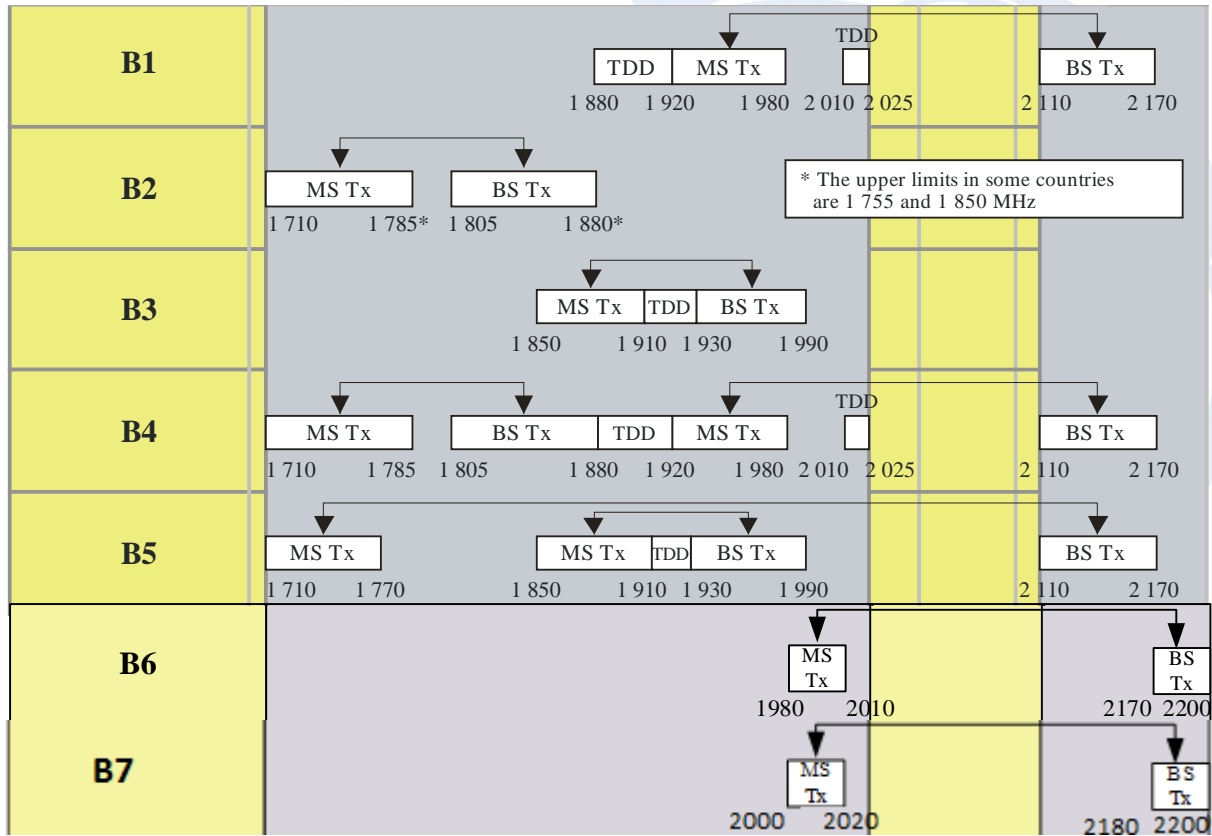 TDD
B1 TDD MS Tx BS Tx
1 880 1 920 1 980 2 010 2 025 2 110 2 170
B2 MS Tx BS Tx * The upper limits in some countries
are 1 755 and 1 850 MHz
1 710 1 785* 1 805 1 880*
B3 MS Tx TDD BS Tx
1 850 1 910 1 930 1 990
TDD
B4 MS Tx BS Tx TDD MS Tx BS Tx
1 710 1 785 1 805 1 880 1 920 1 980 2 010 2 025 2 110 2 170
B5 MS Tx MS Tx TDD BS Tx BS Tx
1 710 1 770 1 850 1 910 1 930 1 990 2 110 2 170
B6 MS BS
Tx Tx
1980 2010 2170 2200
B7 MS BS
Tx Tx
2000 2020 2180 2200